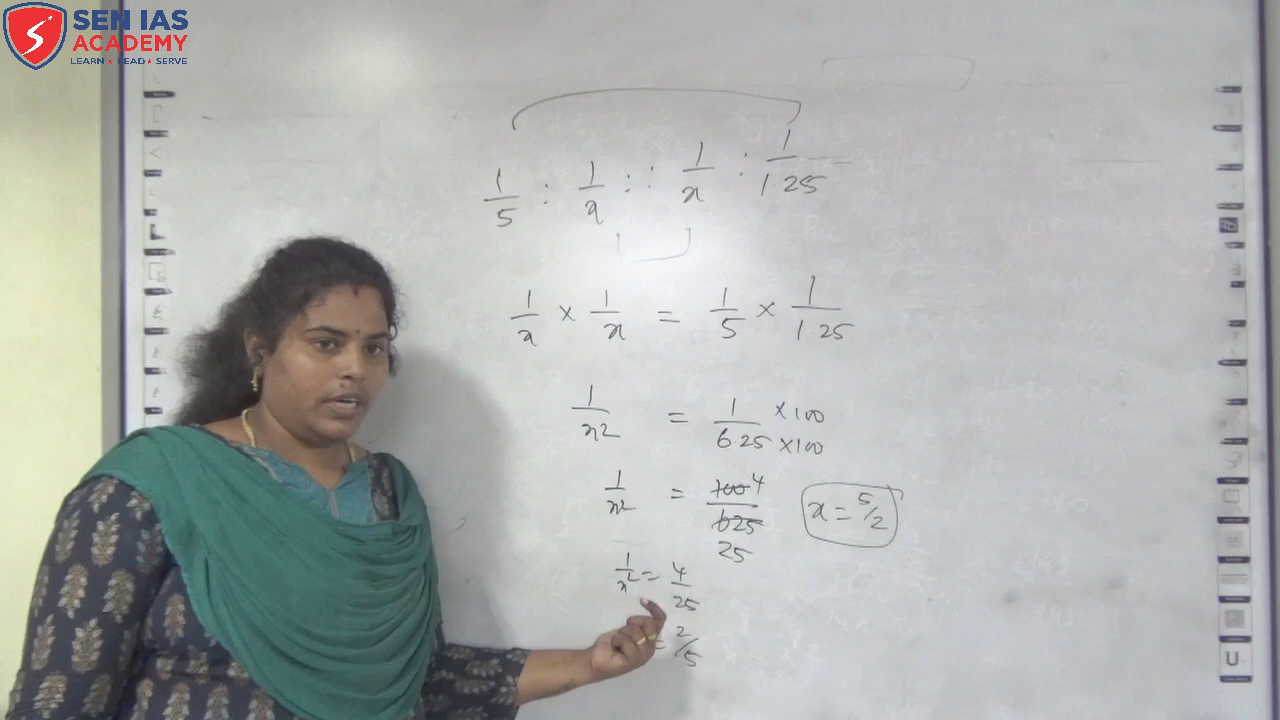 SEN IAS
ACADEMY
LEARN ★ LEAD ★ SERVE
1/5 : 1/x :: 1/x : 1/1.25
1/x × 1/x = 1/5 × 1/1.25
1/x² = 1/6.25 ×100 ×100
1/x² = 100 4/625 25
x = 5/2
1/x² = 4/25
= 2/5
U